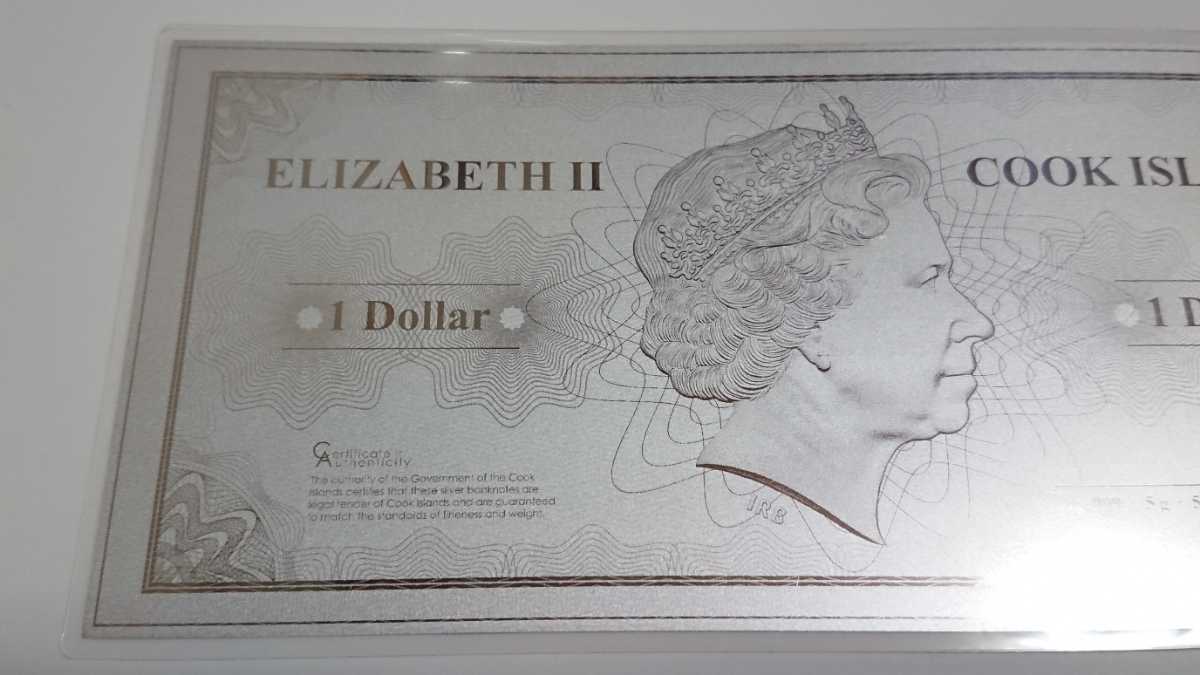 ELIZABETH II
COOK ISL
1 Dollar
1 D
Certificate of
Authenticity
The authority of the Government of the Cook
Islands certifies that these silver banknotes are
legal tender of Cook Islands and are guaranteed
to match the standards of fineness and weight.
IRB
5 g